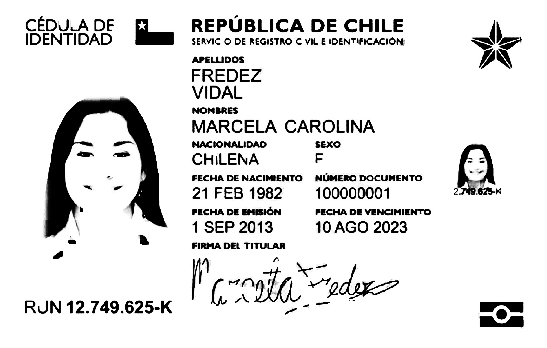 CÉDULA DE
IDENTIDAD
REPÚBLICA DE CHILE
SERVICIO DE REGISTRO CIVIL E IDENTIFICACIÓN
APELLIDOS
FREDEZ
VIDAL
NOMBRES
MARCELA CAROLINA
NACIONALIDAD SEXO
CHILENA F
FECHA DE NACIMIENTO NÚMERO DOCUMENTO
21 FEB 1982 100000001
FECHA DE EMISIÓN FECHA DE VENCIMIENTO
1 SEP 2013 10 AGO 2023
FIRMA DEL TITULAR
Marcella Fredez
RUN 12.749.625-K
2.749.625-K